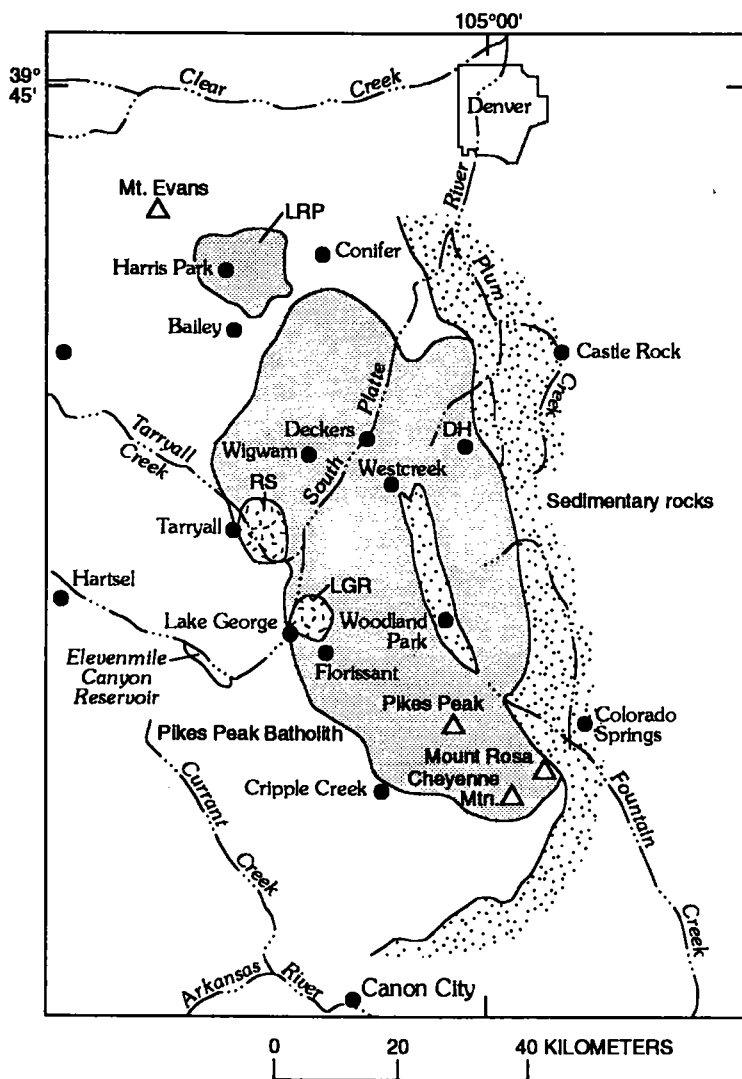 105°00'
39°
45'
Clear
Creek
Denver
River
Mt. Evans
LRP
Conifer
Harris Park
Plum
Bailey
Castle Rock
Creek
Platte
Tarryall
Creek
Deckers
DH
Wigwam
South
Westcreek
RS
Sedimentary rocks
Tarryall
Hartsel
LGR
Lake George
Woodland
Park
Elevenmile
Canyon
Reservoir
Florissant
Pikes Peak
Colorado
Springs
Pikes Peak Batholith
Mount Rosa
Cheyenne
Mtn.
Cripple Creek
Currant
Creek
Fountain
Creek
Arkansas
River
Canon City
0 20 40 KILOMETERS